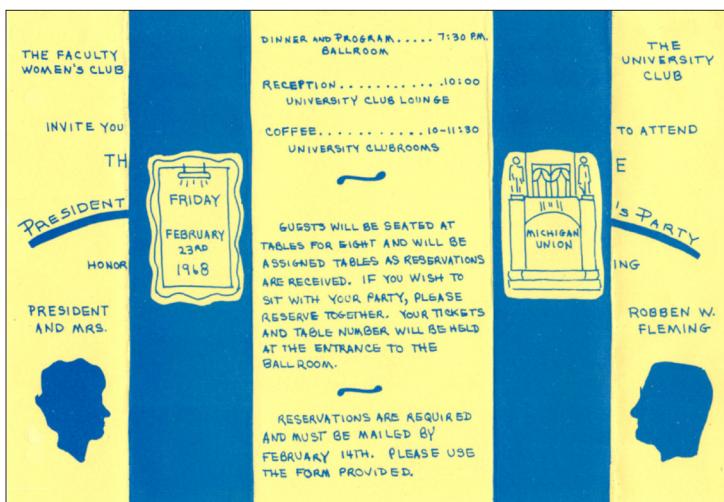 THE FACULTY
WOMEN'S CLUB
INVITE YOU
TH
PRESIDENT
HONOR
PRESIDENT
AND MRS.
FRIDAY
FEBRUARY
23RD
1968
DINNER AND PROGRAM..... 7:30 P.M.
BALLROOM
RECEPTION............10:00
UNIVERSITY CLUB LOUNGE
COFFEE...........10-11:30
UNIVERSITY CLUBROOMS
GUESTS WILL BE SEATED AT
TABLES FOR EIGHT AND WILL BE
ASSIGNED TABLES AS RESERVATIONS
ARE RECEIVED. IF YOU WISH TO
SIT WITH YOUR PARTY, PLEASE
RESERVE TOGETHER. YOUR TICKETS
AND TABLE NUMBER WILL BE HELD
AT THE ENTRANCE TO THE
BALLROOM.
RESERVATIONS ARE REQUIRED
AND MUST BE MAILED BY
FEBRUARY 14TH. PLEASE USE
THE FORM PROVIDED.
MICHIGAN
UNION
THE
UNIVERSITY
CLUB
TO ATTEND
E
'S PARTY
ING
ROBBEN W.
FLEMING